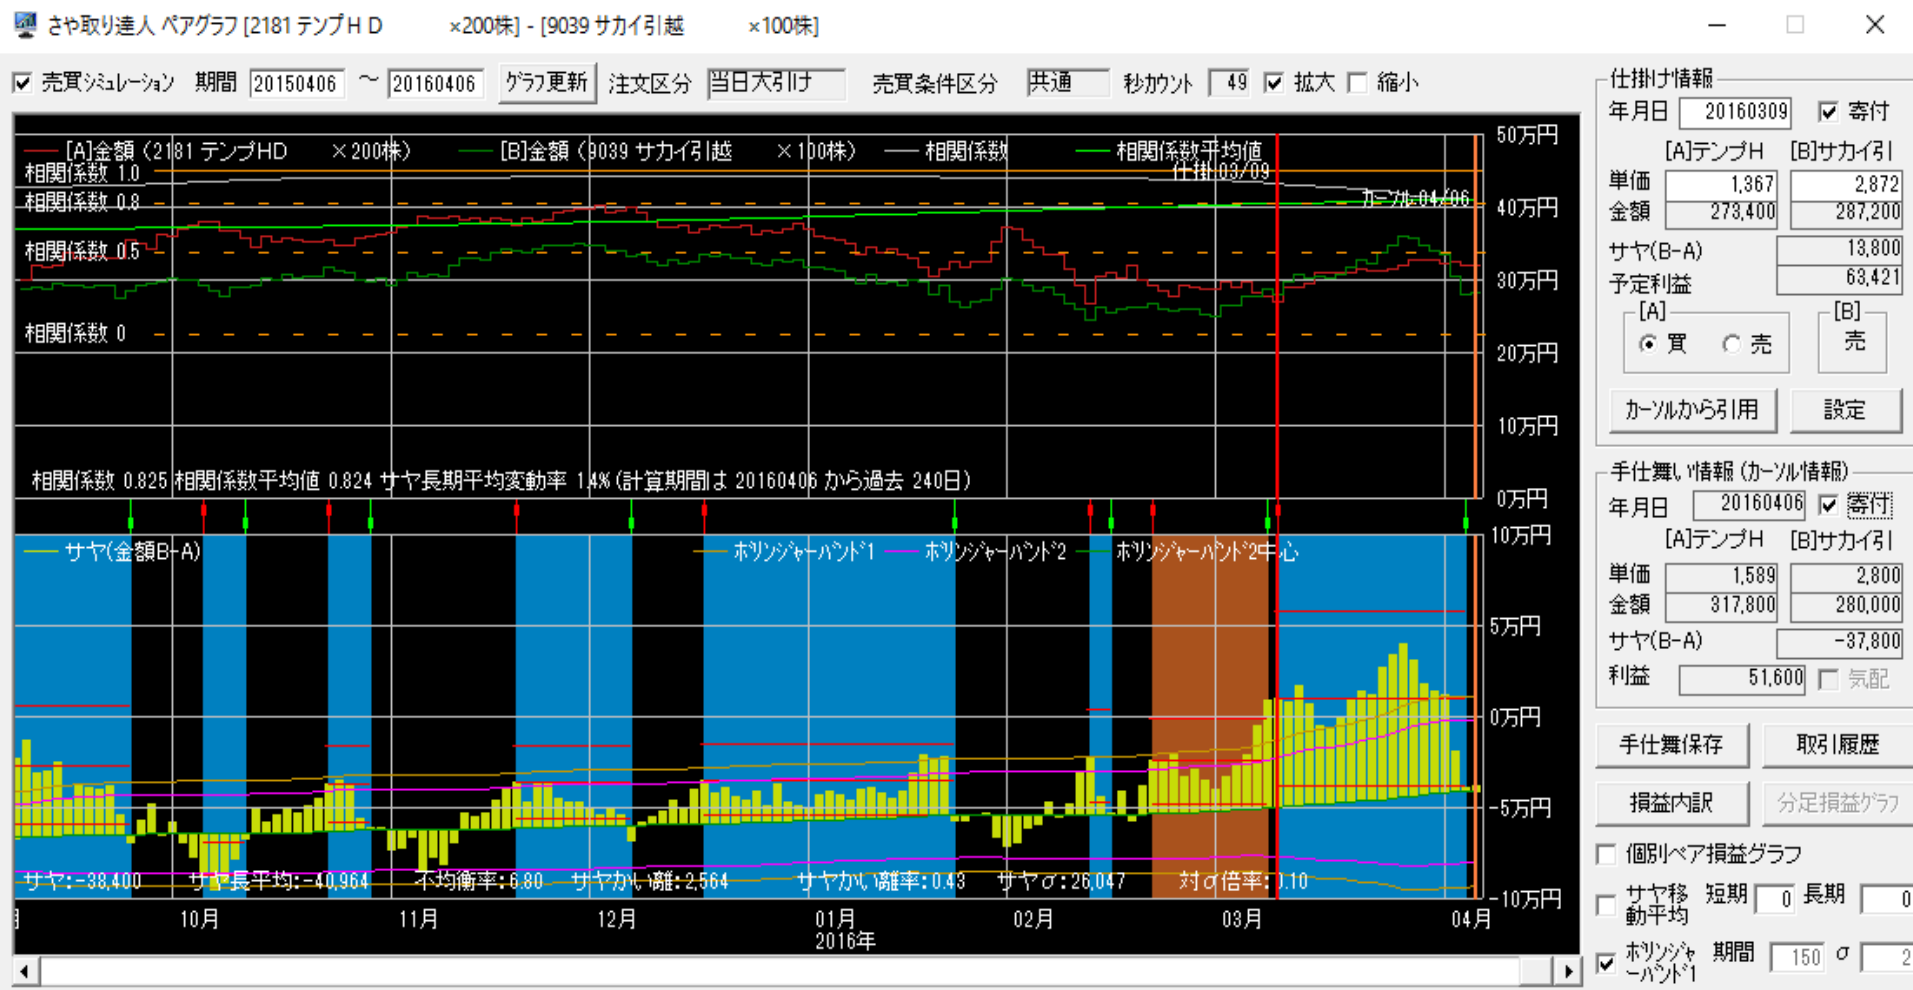 さや取り達人 ペアグラフ [2181 テンプＨＤ ×200株] - [9039 サカイ引越 ×100株]
売買シミュレーション 期間 20150406 ～ 20160406 グラフ更新 注文区分 当日大引け 売買条件区分 共通 秒カウント 49 拡大 縮小
[A]金額 (2181 テンプHD ×200株) [B]金額 (9039 サカイ引越 ×100株) 相関係数 相関係数平均値
相関係数 1.0
仕掛:03/09
相関係数 0.8
カーソル:04/06
相関係数 0.5
相関係数 0
50万円
40万円
30万円
20万円
10万円
0万円
相関係数 0.825 相関係数平均値 0.824 サヤ長期平均変動率 1.4% (計算期間は 20160406 から過去 240日)
サヤ(金額B-A) ボリンジャーバンド1 ボリンジャーバンド2 ボリンジャーバンド2中心
10万円
5万円
0万円
-5万円
-10万円
サヤ:-38,400 サヤ長平均:-40,964 不均衡率:6.80 サヤかい離:2,564 サヤかい離率:0.43 サヤσ:26,047 対σ倍率:0.10
月 10月 11月 12月 01月 02月 03月 04月
2016年
仕掛け情報
年月日 20160309 寄付
[A]テンプH [B]サカイ引
単価 1,367 2,872
金額 273,400 287,200
サヤ(B-A) 13,800
予定利益 63,421
[A] [B]
買 売 売
カーソルから引用 設定
手仕舞い情報 (カーソル情報)
年月日 20160406 寄付
[A]テンプH [B]サカイ引
単価 1,589 2,800
金額 317,800 280,000
サヤ(B-A) -37,800
利益 51,600 気配
手仕舞保存 取引履歴
損益内訳 分足損益グラフ
個別ペア損益グラフ
サヤ移動平均 短期 0 長期 0
ボリンジャーバンド1 期間 150 σ 2